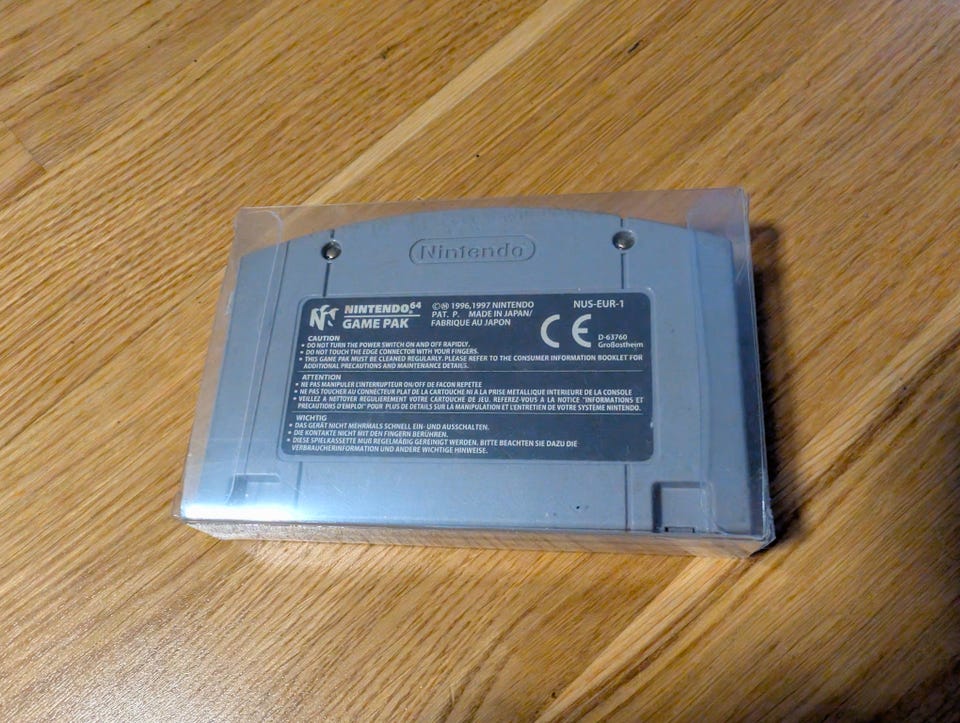 Nintendo
NINTENDO 64
GAME PAK
©Ⓜ 1996,1997 NINTENDO
PAT. P. MADE IN JAPAN/
FABRIQUE AU JAPON
NUS-EUR-1
CE
D-63760
Großostheim
CAUTION
• DO NOT TURN THE POWER SWITCH ON AND OFF RAPIDLY.
• DO NOT TOUCH THE EDGE CONNECTOR WITH YOUR FINGERS.
• THIS GAME PAK MUST BE CLEANED REGULARLY. PLEASE REFER TO THE CONSUMER INFORMATION BOOKLET FOR
ADDITIONAL PRECAUTIONS AND MAINTENANCE DETAILS.
ATTENTION
• NE PAS MANIPULER L'INTERRUPTEUR ON/OFF DE FACON REPETEE
• NE PAS TOUCHER AU CONNECTEUR PLAT DE LA CARTOUCHE NI A LA PRISE METALLIQUE INTERIEURE DE LA CONSOLE
• VEILLEZ A NETTOYER REGULIEREMENT VOTRE CARTOUCHE DE JEU. REFEREZ-VOUS A LA NOTICE "INFORMATIONS ET
PRECAUTIONS D'EMPLOI" POUR PLUS DE DETAILS SUR LA MANIPULATION ET L'ENTRETIEN DE VOTRE SYSTEME NINTENDO.
WICHTIG
• DAS GERÄT NICHT MEHRMALS SCHNELL EIN- UND AUSSCHALTEN.
• DIE KONTAKTE NICHT MIT DEN FINGERN BERÜHREN.
• DIESE SPIELKASSETTE MUß REGELMÄßIG GEREINIGT WERDEN. BITTE BEACHTEN SIE DAZU DIE
VERBRAUCHERINFORMATION UND ANDERE WICHTIGE HINWEISE.